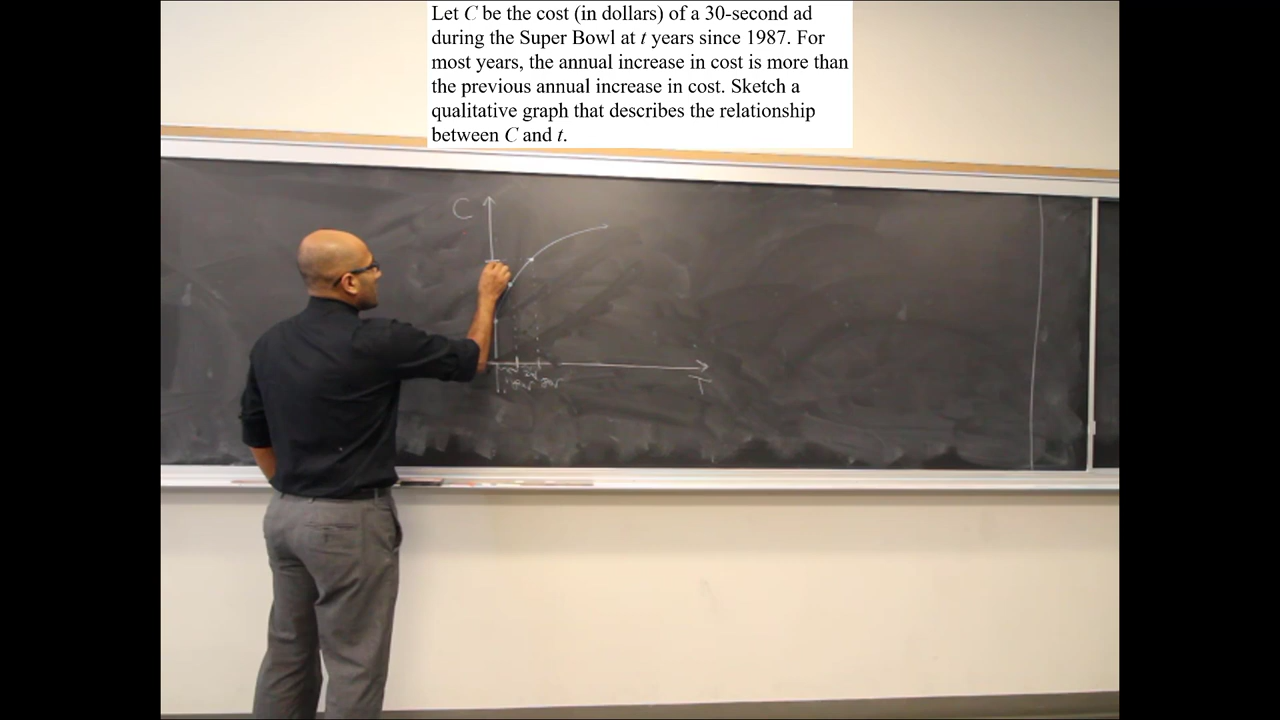 Let C be the cost (in dollars) of a 30-second ad
during the Super Bowl at t years since 1987. For
most years, the annual increase in cost is more than
the previous annual increase in cost. Sketch a
qualitative graph that describes the relationship
between C and t.
C
T